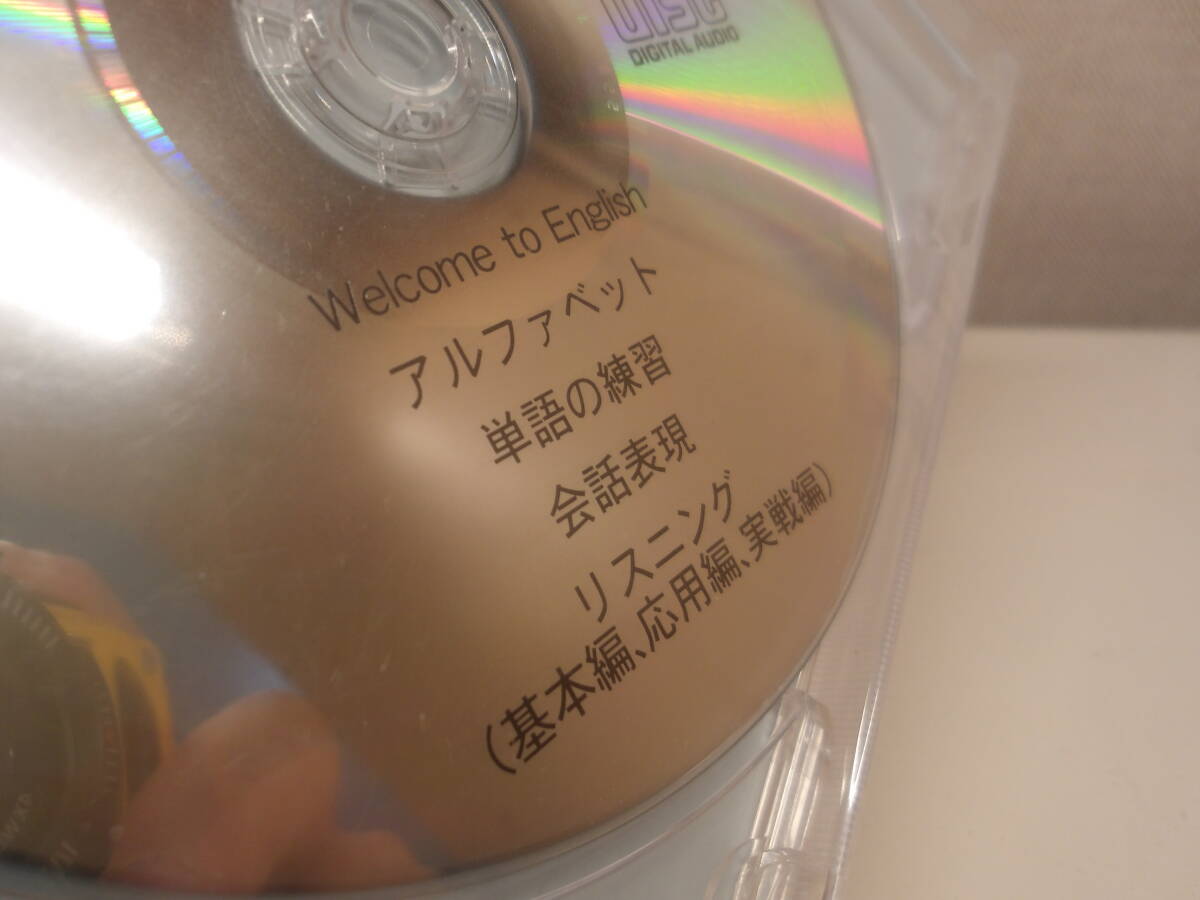 DISC
DIGITAL AUDIO
Welcome to English
アルファベット
単語の練習
会話表現
リスニング
(基本編、応用編、実戦編)